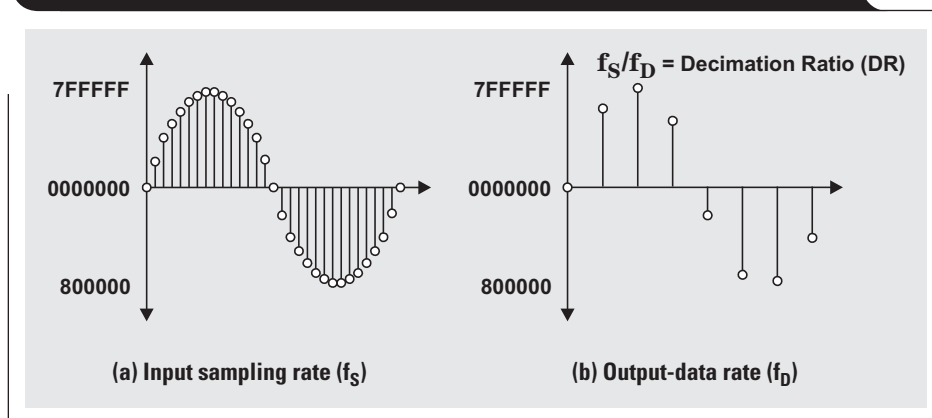 7FFFFF
0000000
800000
(a) Input sampling rate (fS)
fS/fD = Decimation Ratio (DR)
7FFFFF
0000000
800000
(b) Output-data rate (fD)